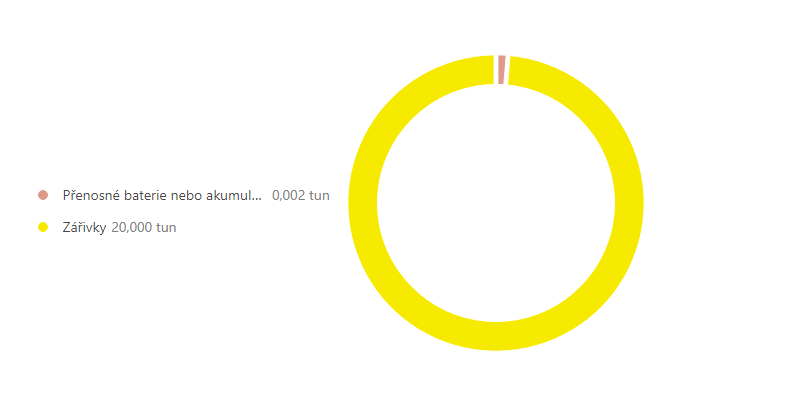 Přenosné baterie nebo akumul... 0,002 tun
Zářivky 20,000 tun